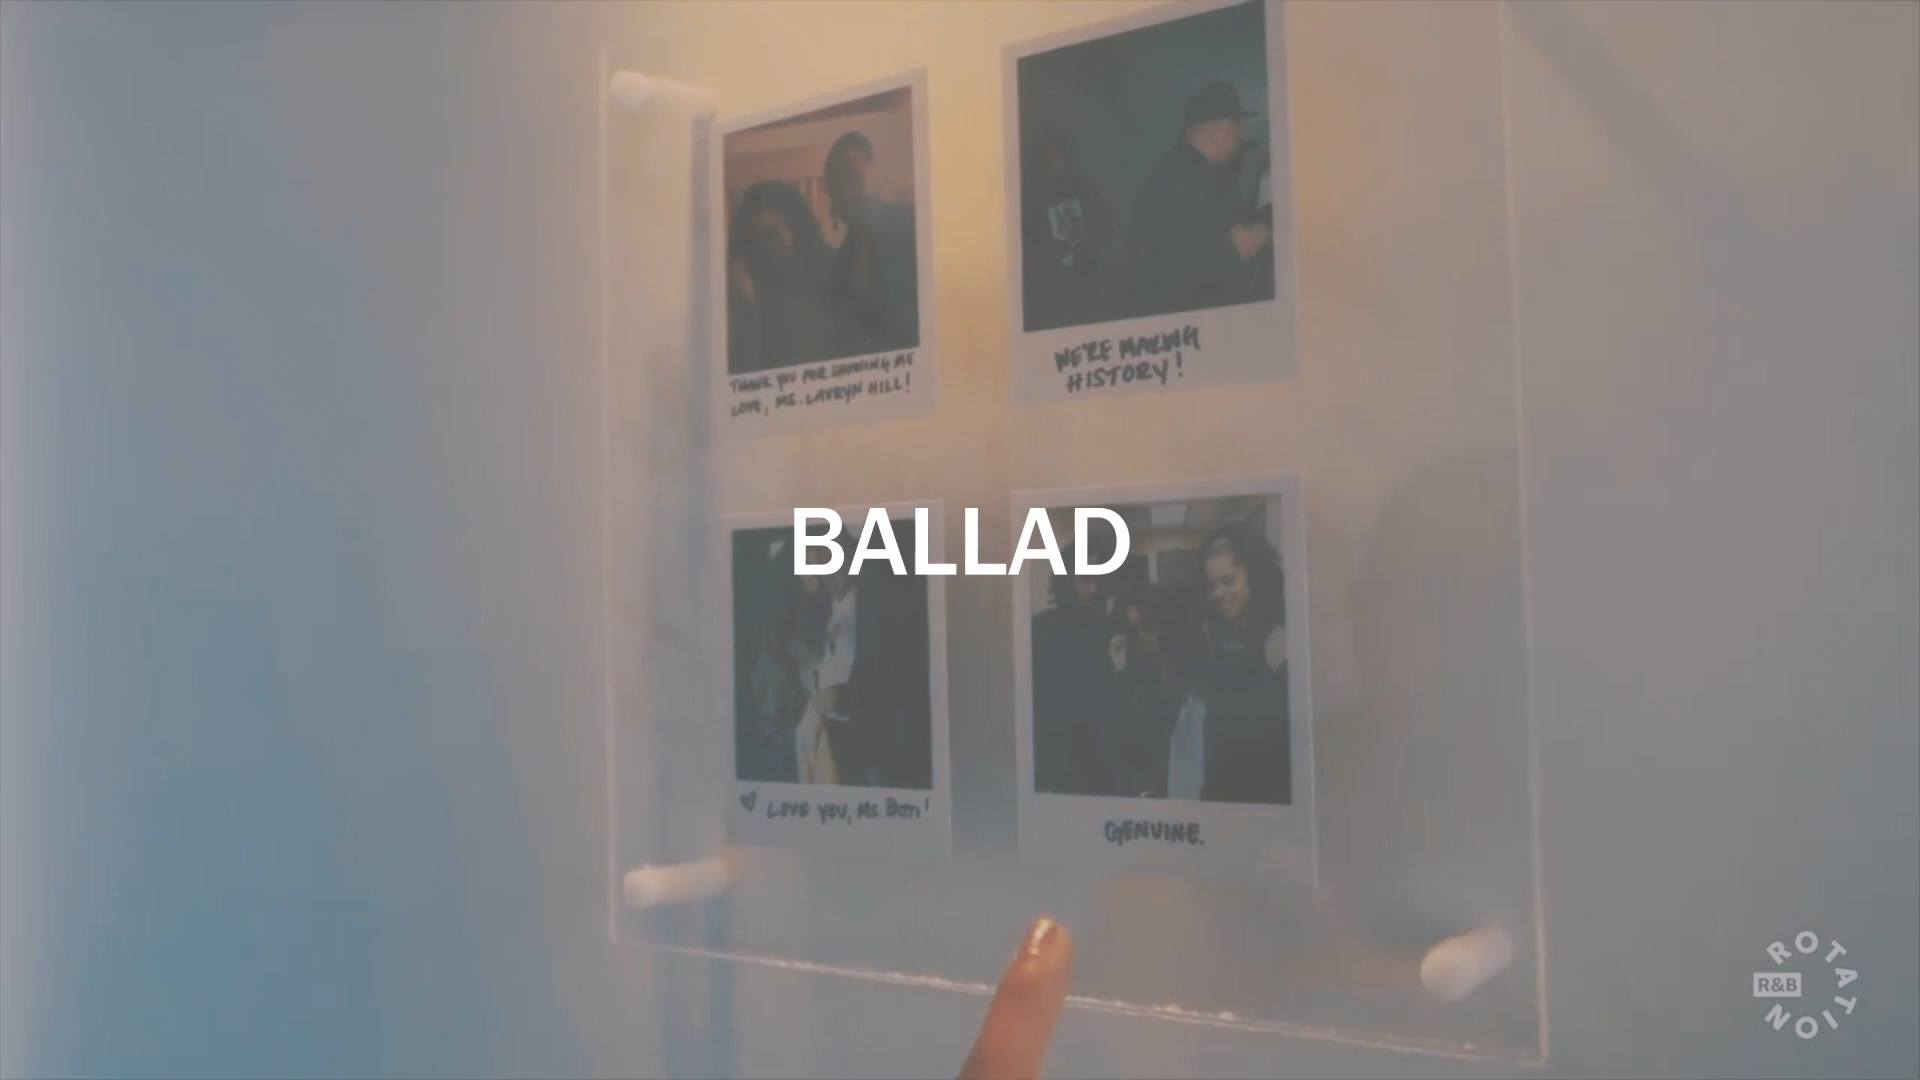 THANK YOU FOR SHOWING ME
LOVE, MS. LAURYN HILL!
WE'RE MAKING
HISTORY!
BALLAD
LOVE YOU, MS. PAM!
GENUINE.
R&B
ROTATION